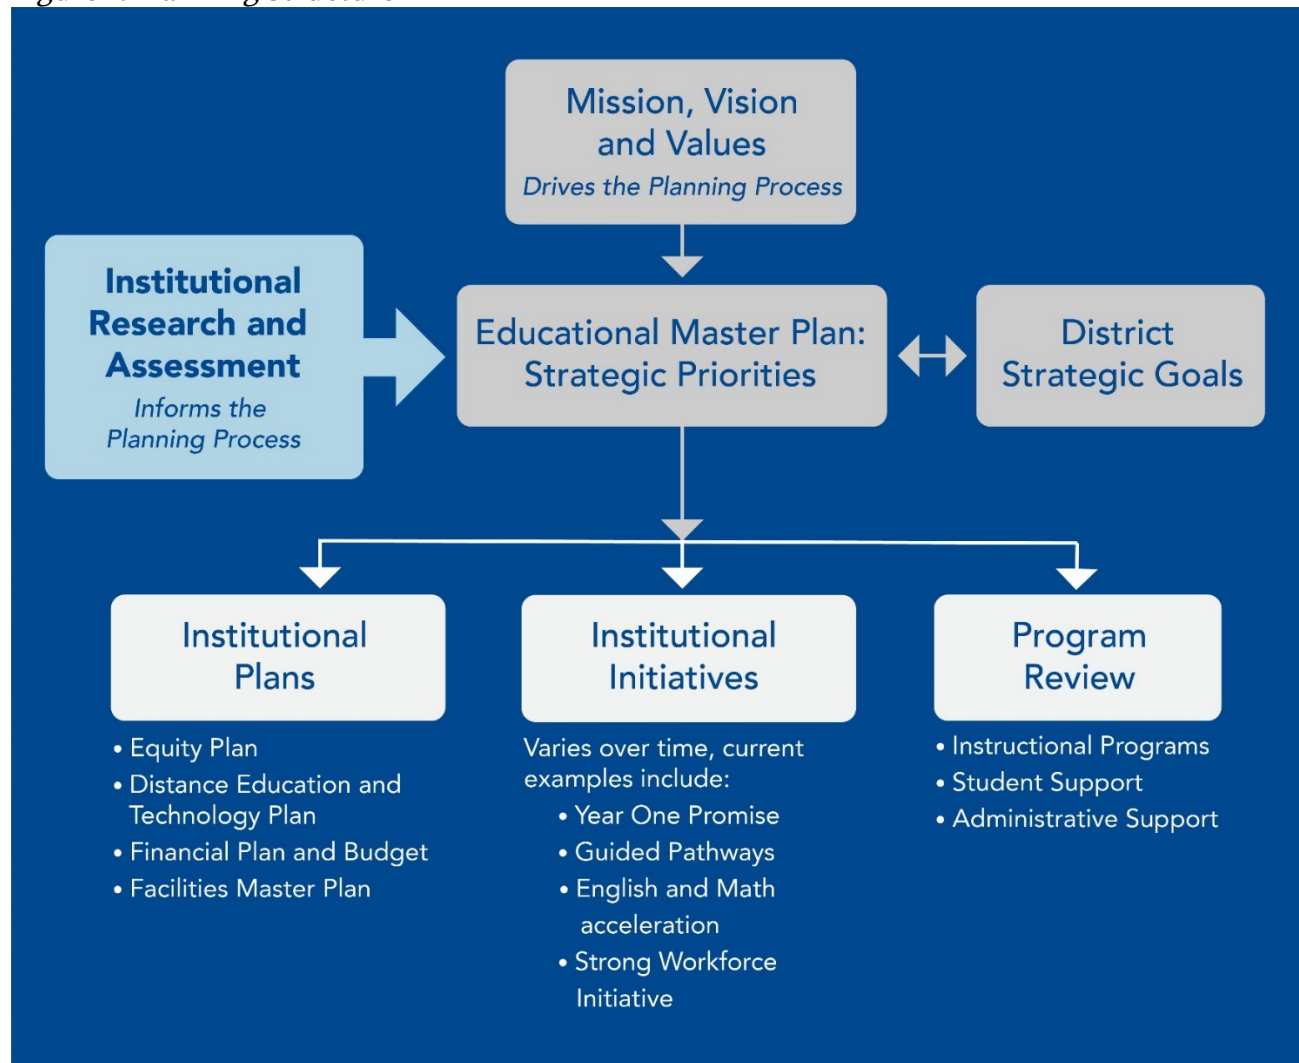 Mission, Vision
and Values
Drives the Planning Process
Institutional
Research and
Assessment
Informs the
Planning Process
Educational Master Plan:
Strategic Priorities
District
Strategic Goals
Institutional
Plans
• Equity Plan
• Distance Education and
Technology Plan
• Financial Plan and Budget
• Facilities Master Plan
Institutional
Initiatives
Varies over time, current
examples include:
• Year One Promise
• Guided Pathways
• English and Math
acceleration
• Strong Workforce
Initiative
Program
Review
• Instructional Programs
• Student Support
• Administrative Support